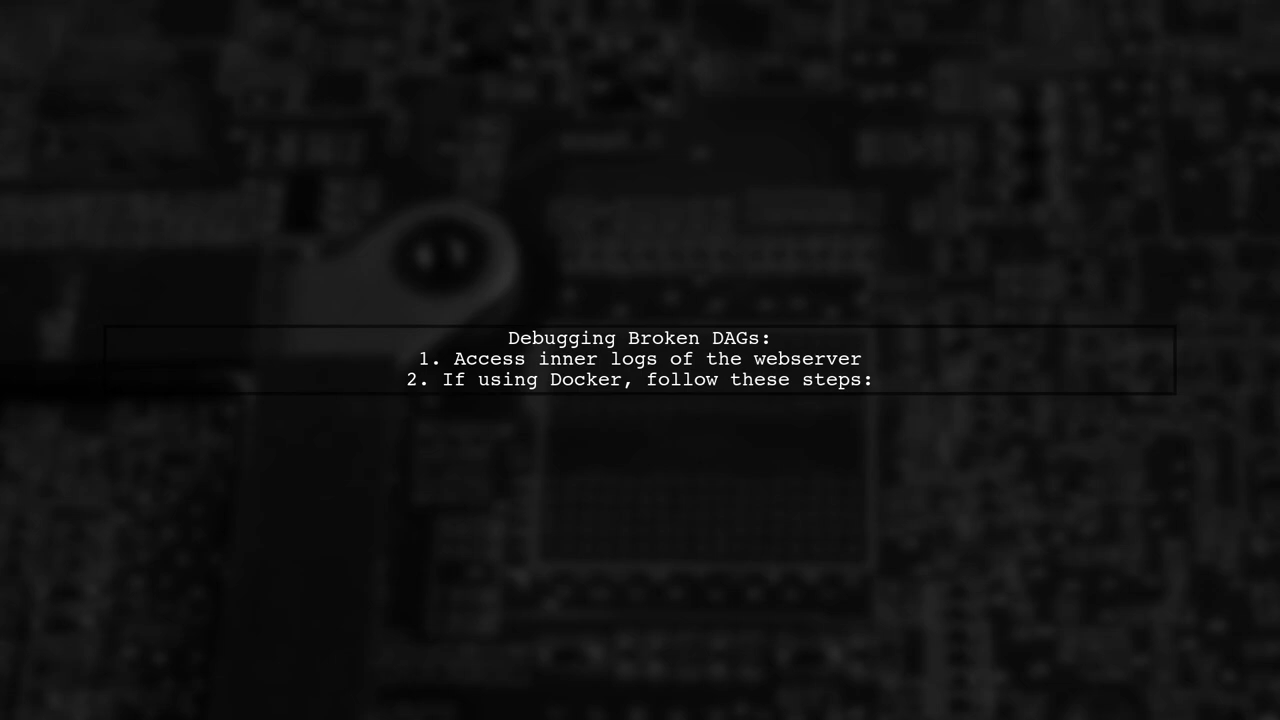 Debugging Broken DAGs:
1. Access inner logs of the webserver
2. If using Docker, follow these steps: